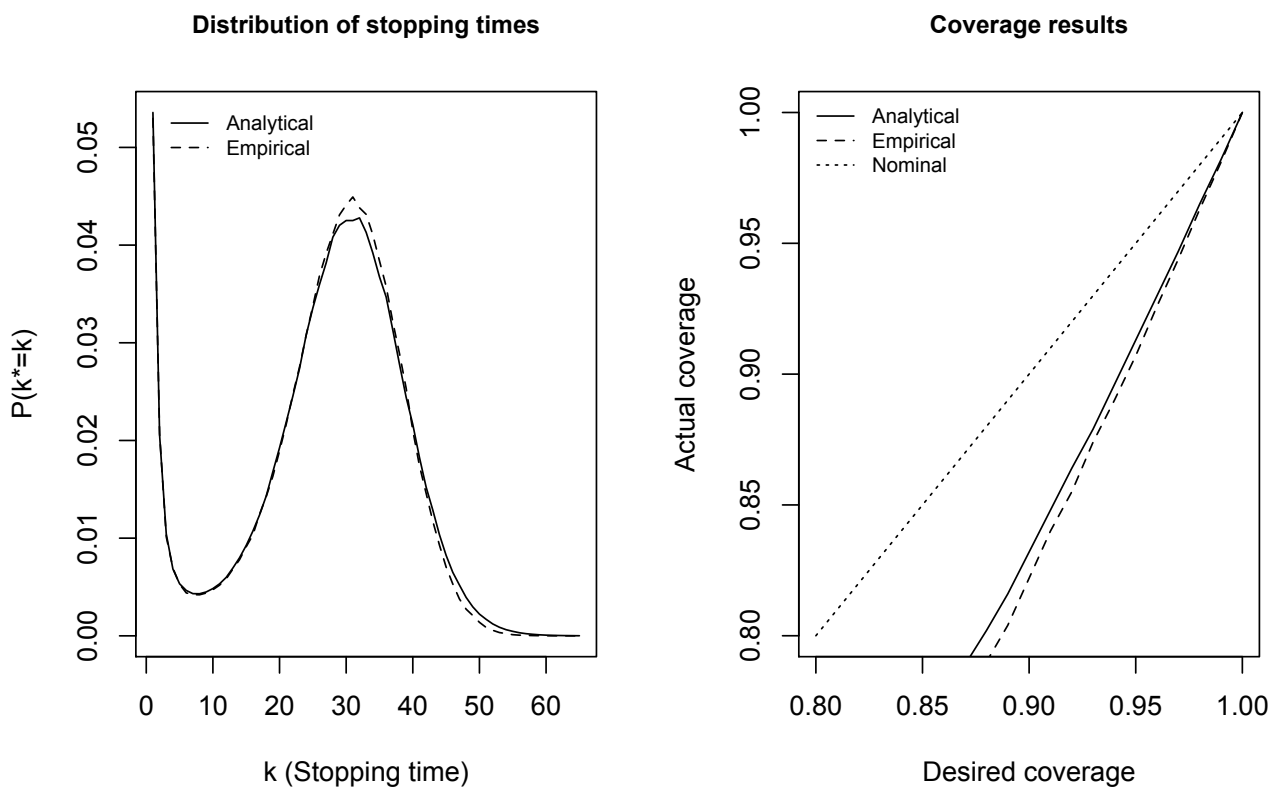 Distribution of stopping times
Analytical
Empirical
P(k*=k)
0.05
0.04
0.03
0.02
0.01
0.00
0 10 20 30 40 50 60
k (Stopping time)
Coverage results
Analytical
Empirical
Nominal
Actual coverage
1.00
0.95
0.90
0.85
0.80
0.80 0.85 0.90 0.95 1.00
Desired coverage